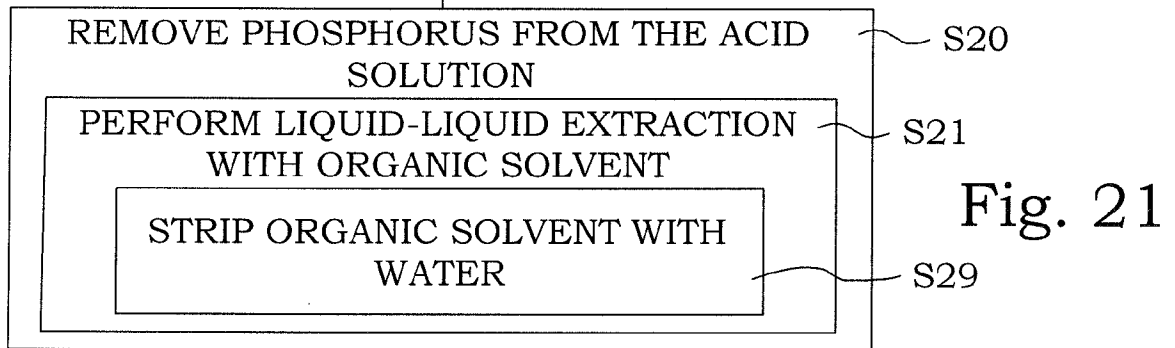 REMOVE PHOSPHORUS FROM THE ACID
SOLUTION
S20
PERFORM LIQUID-LIQUID EXTRACTION
WITH ORGANIC SOLVENT
S21
STRIP ORGANIC SOLVENT WITH
WATER
S29
Fig. 21